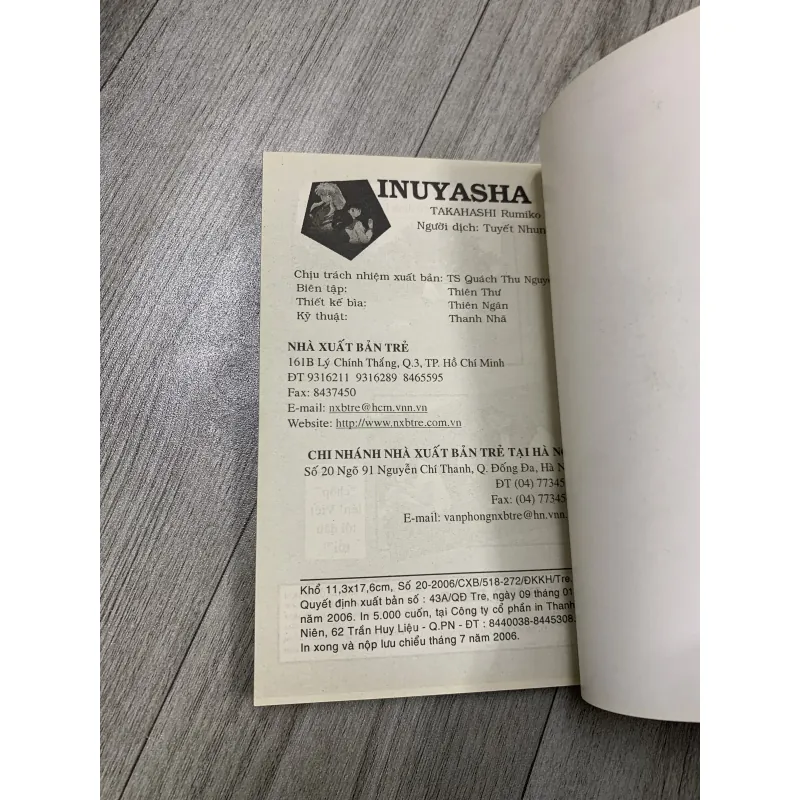 INUYASHA
TAKAHASHI Rumiko
Người dịch: Tuyết Nhun
Chịu trách nhiệm xuất bản: TS Quách Thu Nguy
Biên tập: Thiên Thư
Thiết kế bìa: Thiên Ngân
Kỹ thuật: Thanh Nhã
NHÀ XUẤT BẢN TRẺ
161B Lý Chính Thắng, Q.3, TP. Hồ Chí Minh
ĐT 9316211 9316289 8465595
Fax: 8437450
E-mail: nxbtre@hcm.vnn.vn
Website: http://www.nxbtre.com.vn
CHI NHÁNH NHÀ XUẤT BẢN TRẺ TẠI HÀ N
Số 20 Ngõ 91 Nguyễn Chí Thanh, Q. Đống Đa, Hà N
ĐT (04) 77345
Fax: (04) 77345
E-mail: vanphongnxbtre@hn.vnn.
Khổ 11,3x17,6cm, Số 20-2006/CXB/518-272/ĐKKH/Tre.
Quyết định xuất bản số : 43A/QĐ Tre, ngày 09 tháng 01
năm 2006. In 5.000 cuốn, tại Công ty cổ phần in Thanh
Niên, 62 Trần Huy Liệu - Q.PN - ĐT : 8440038-8445308.
In xong và nộp lưu chiểu tháng 7 năm 2006.